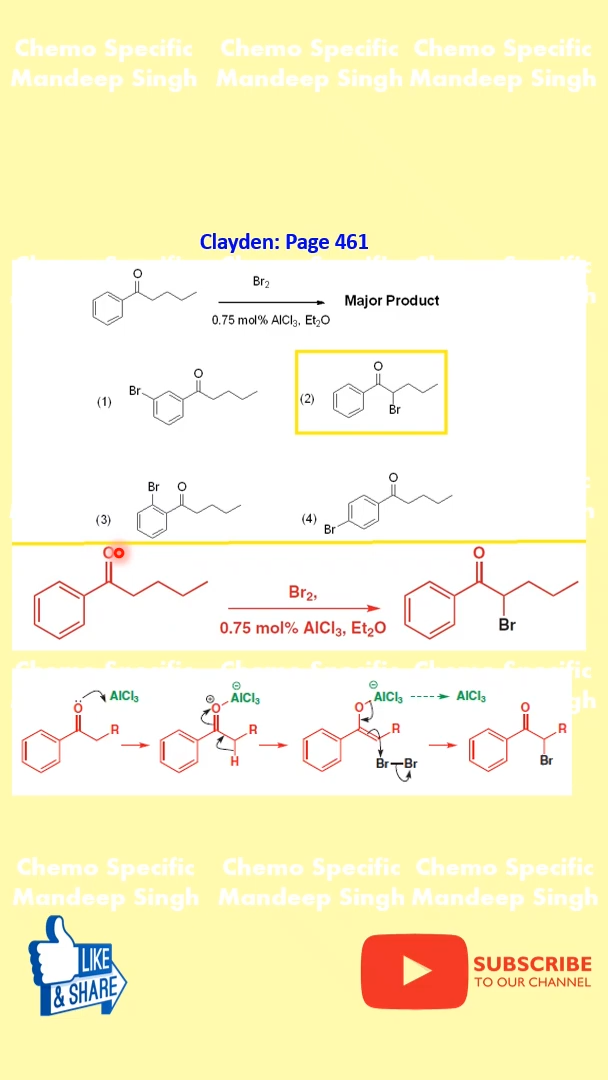 Chemo Specific Chemo Specific Chemo Specific
Mandeep Singh Mandeep Singh Mandeep Singh
Clayden: Page 461
O
Br₂
Major Product
0.75 mol% AlCl₃, Et₂O
(1) Br O
(2) O Br
(3) Br O
(4) O Br
O O
Br₂,
0.75 mol% AlCl₃, Et₂O
Br
O AlCl₃ R
⊕ O ⊖ AlCl₃ R H
O ⊖ AlCl₃ AlCl₃ R Br—Br
O R Br
Chemo Specific Chemo Specific Chemo Specific
Mandeep Singh Mandeep Singh Mandeep Singh
LIKE
& SHARE
SUBSCRIBE
TO OUR CHANNEL